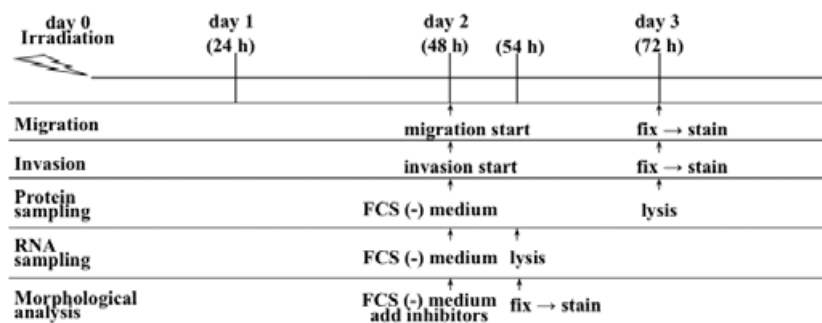 day 0 day 1 day 2 day 3
Irradiation (24 h) (48 h) (54 h) (72 h)
Migration migration start fix → stain
Invasion invasion start fix → stain
Protein
sampling FCS (-) medium lysis
RNA
sampling FCS (-) medium lysis
Morphological FCS (-) medium fix → stain
analysis add inhibitors